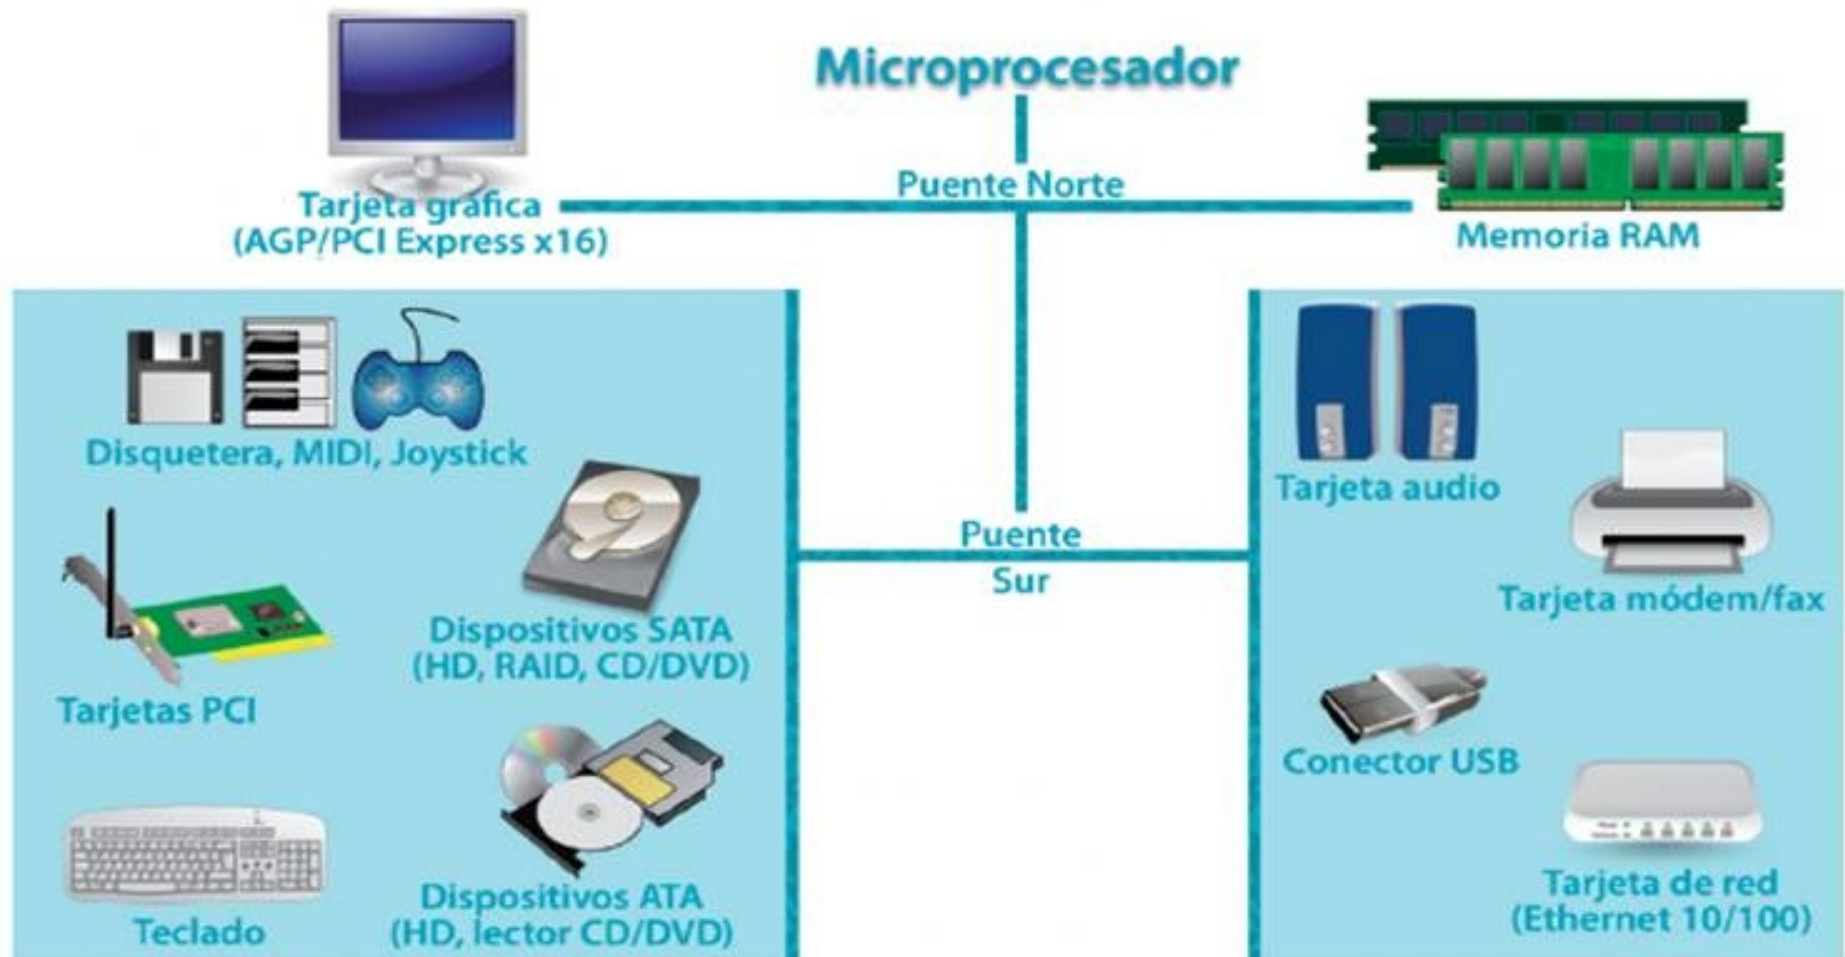 Microprocesador
Puente Norte
Tarjeta gráfica
(AGP/PCI Express x16)
Memoria RAM
Disquetera, MIDI, Joystick
Tarjeta audio
Puente
Sur
Tarjeta módem/fax
Dispositivos SATA
(HD, RAID, CD/DVD)
Tarjetas PCI
Conector USB
Dispositivos ATA
(HD, lector CD/DVD)
Teclado
Tarjeta de red
(Ethernet 10/100)